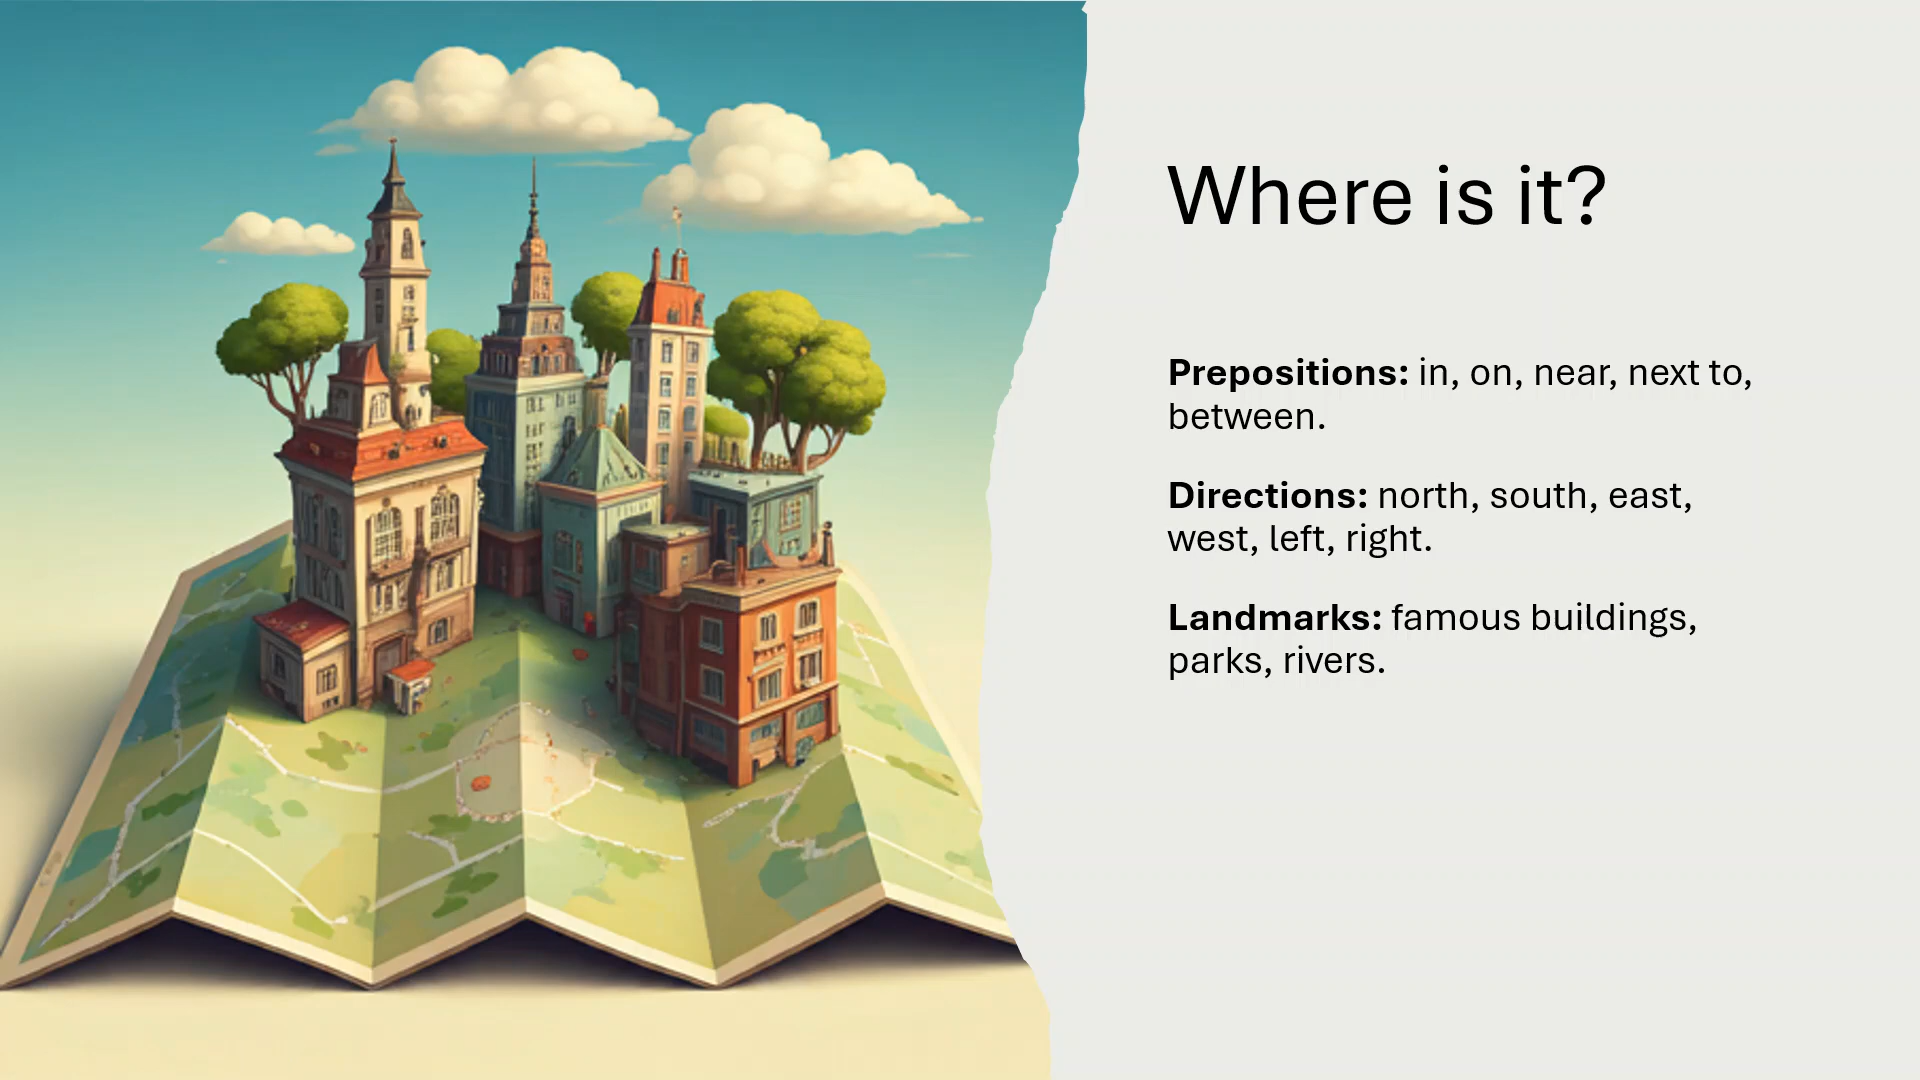 Where is it?
Prepositions: in, on, near, next to,
between.
Directions: north, south, east,
west, left, right.
Landmarks: famous buildings,
parks, rivers.